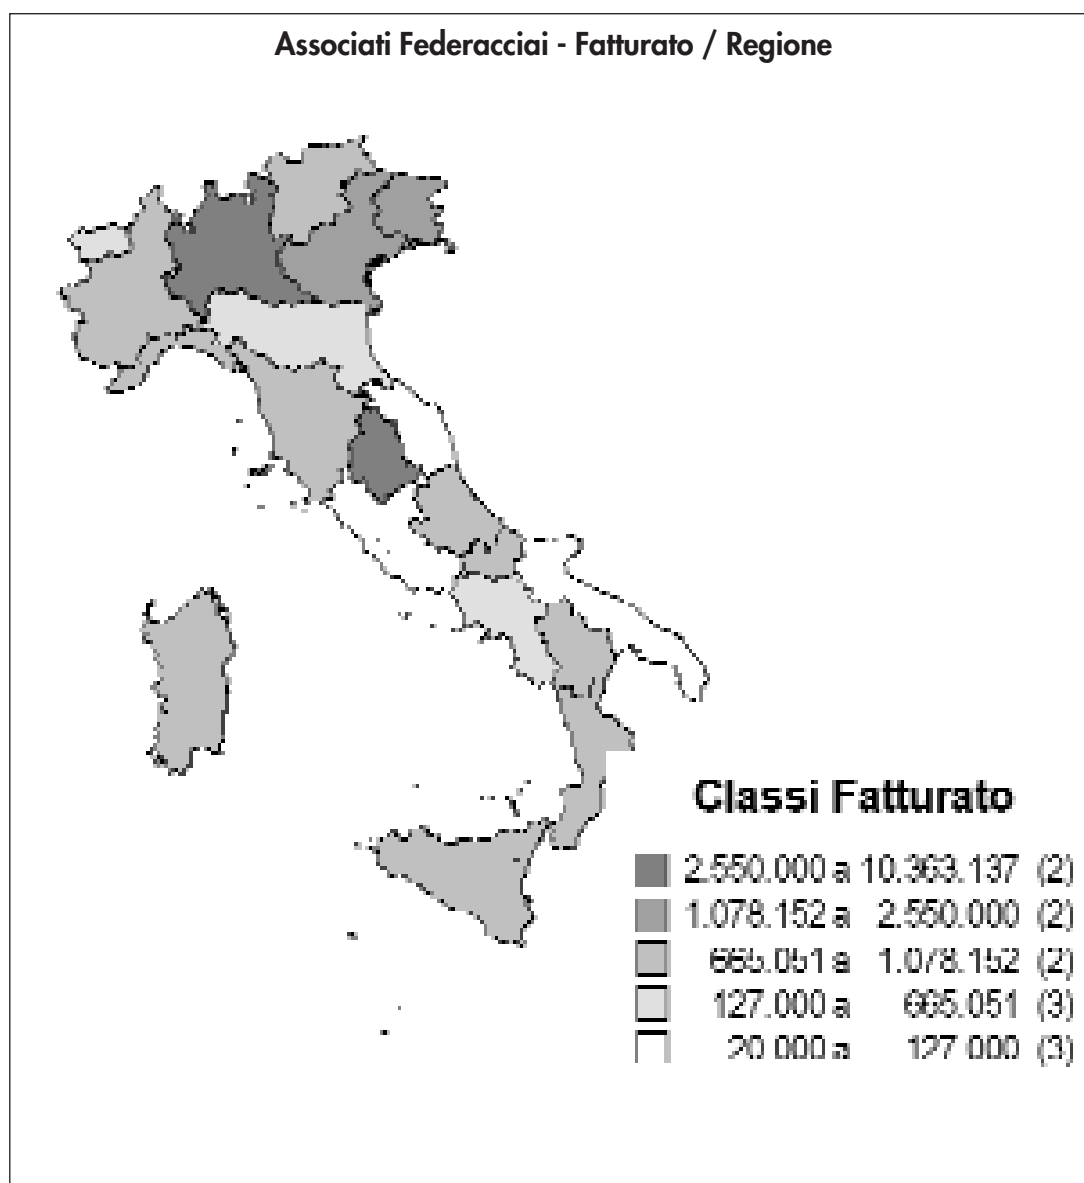 Associati Federacciai - Fatturato / Regione
Classi Fatturato
2.550.000 a 10.363.137 (2)
1.078.152 a 2.550.000 (2)
665.051 a 1.078.152 (2)
127.000 a 665.051 (3)
20.000 a 127.000 (3)